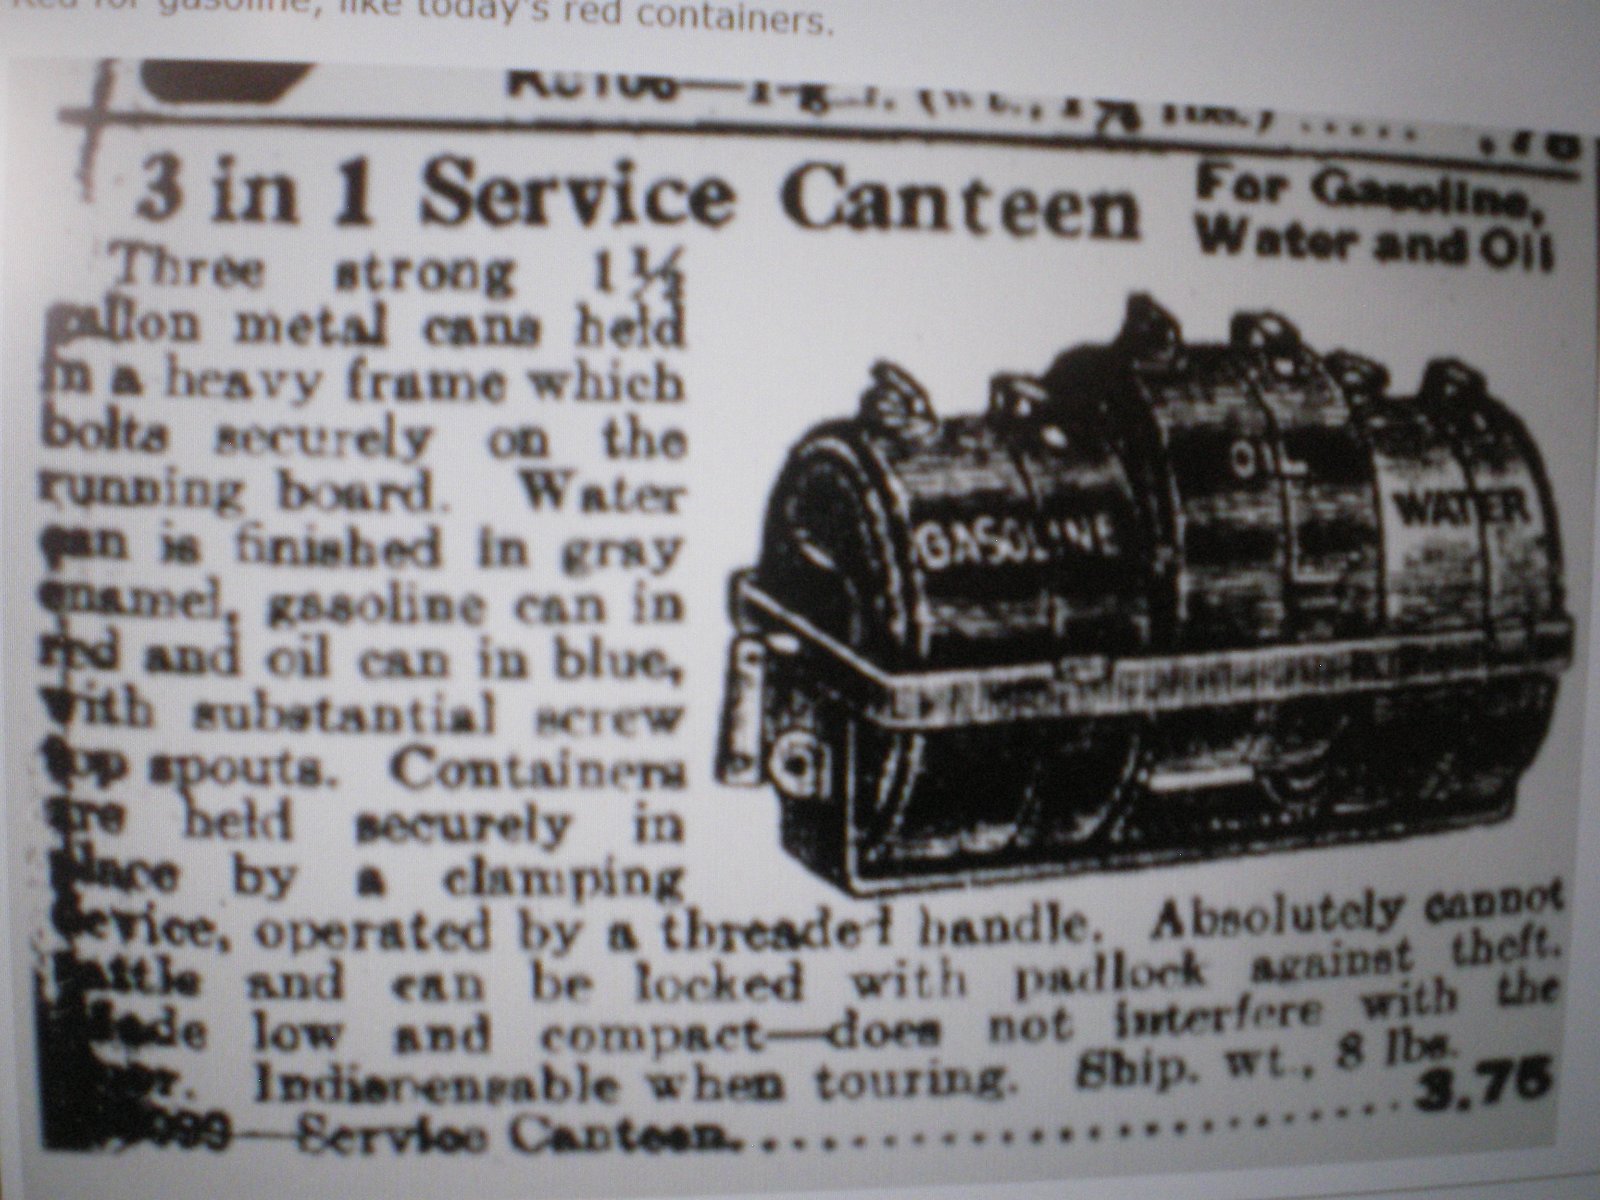 Red for gasoline, like today's red containers.
3 in 1 Service Canteen
For Gasoline,
Water and Oil
Three strong 1½
gallon metal cans held
in a heavy frame which
bolts securely on the
running board. Water
can is finished in gray
enamel, gasoline can in
red and oil can in blue,
with substantial screw
top spouts. Containers
are held securely in
place by a clamping
device, operated by a threaded handle. Absolutely cannot
rattle and can be locked with padlock against theft.
Made low and compact—does not interfere with the
Indispensable when touring. Ship. wt., 8 lbs.
Service Canteen. 3.75
GASOLINE
OIL
WATER